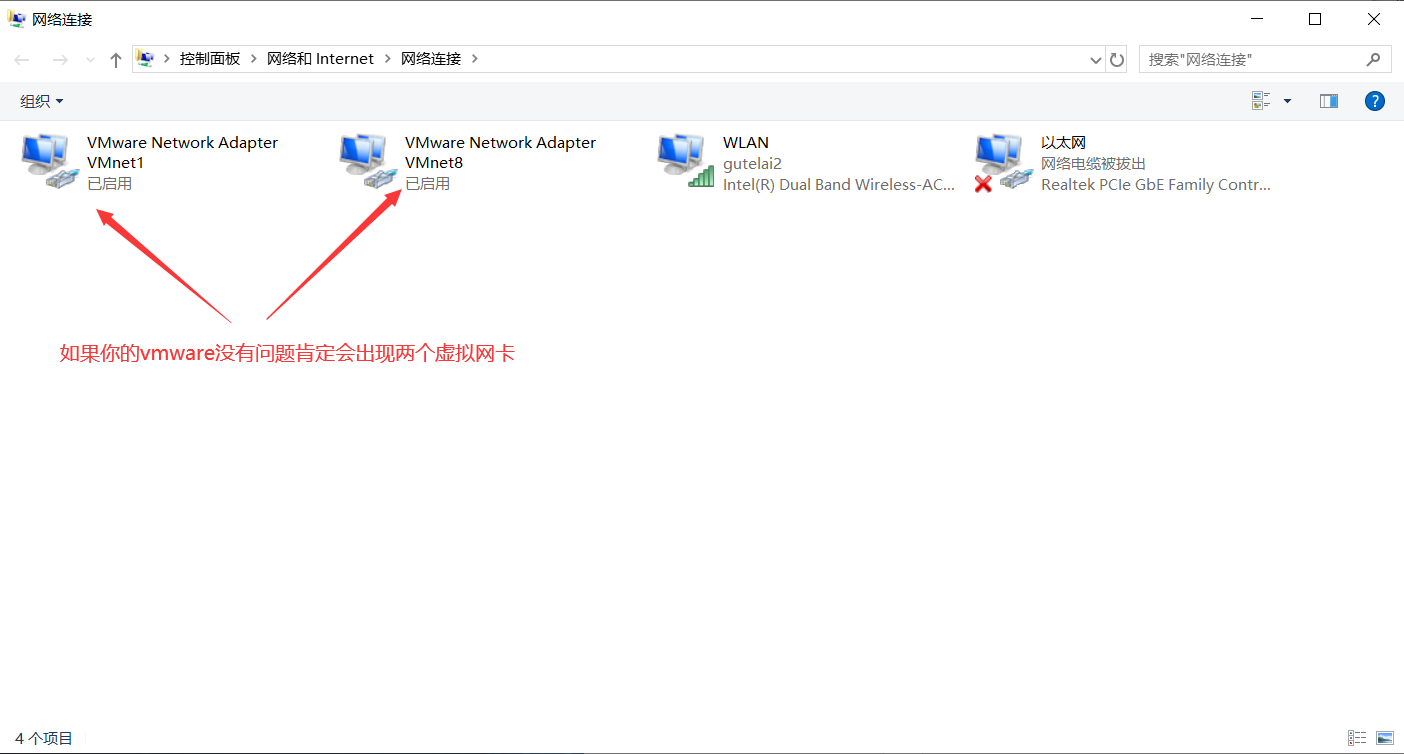 网络连接
控制面板 网络和 Internet 网络连接
搜索"网络连接"
组织
VMware Network Adapter
VMnet1
已启用
VMware Network Adapter
VMnet8
已启用
WLAN
gutelai2
Intel(R) Dual Band Wireless-AC...
以太网
网络电缆被拔出
Realtek PCIe GbE Family Contr...
如果你的vmware没有问题肯定会出现两个虚拟网卡
4 个项目